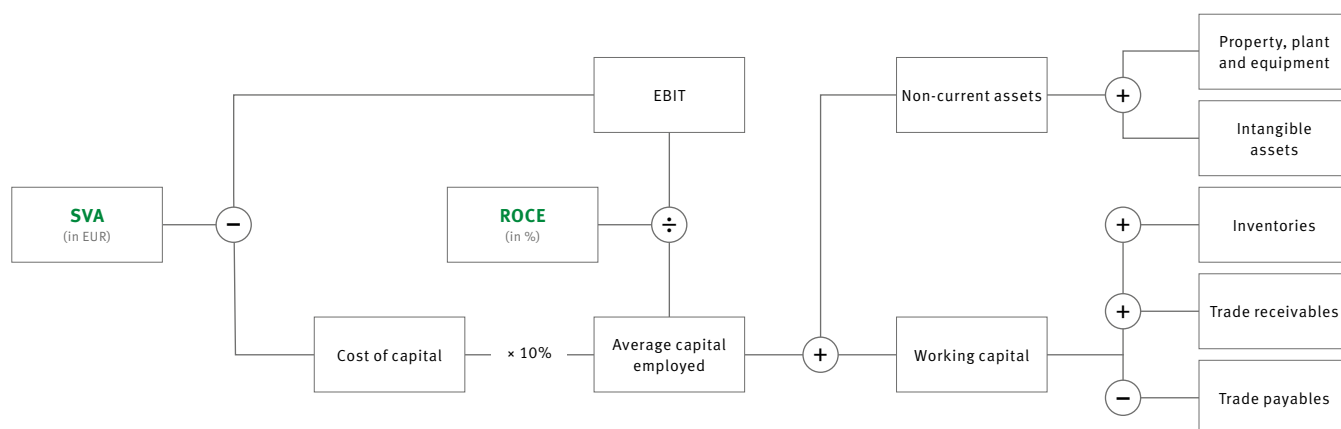 Property, plant
and equipment
EBIT
Non-current assets
+
Intangible
assets
SVA
(in EUR)
−
ROCE
(in %)
÷
+
Inventories
+
Trade receivables
Cost of capital
× 10%
Average capital
employed
+
Working capital
−
Trade payables